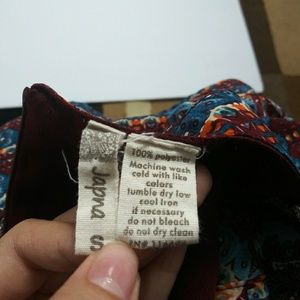 Japna
S
100% polyester
Machine wash
cold with like
colors
tumble dry low
cool Iron
if necessary
do not bleach
do not dry clean
RN#